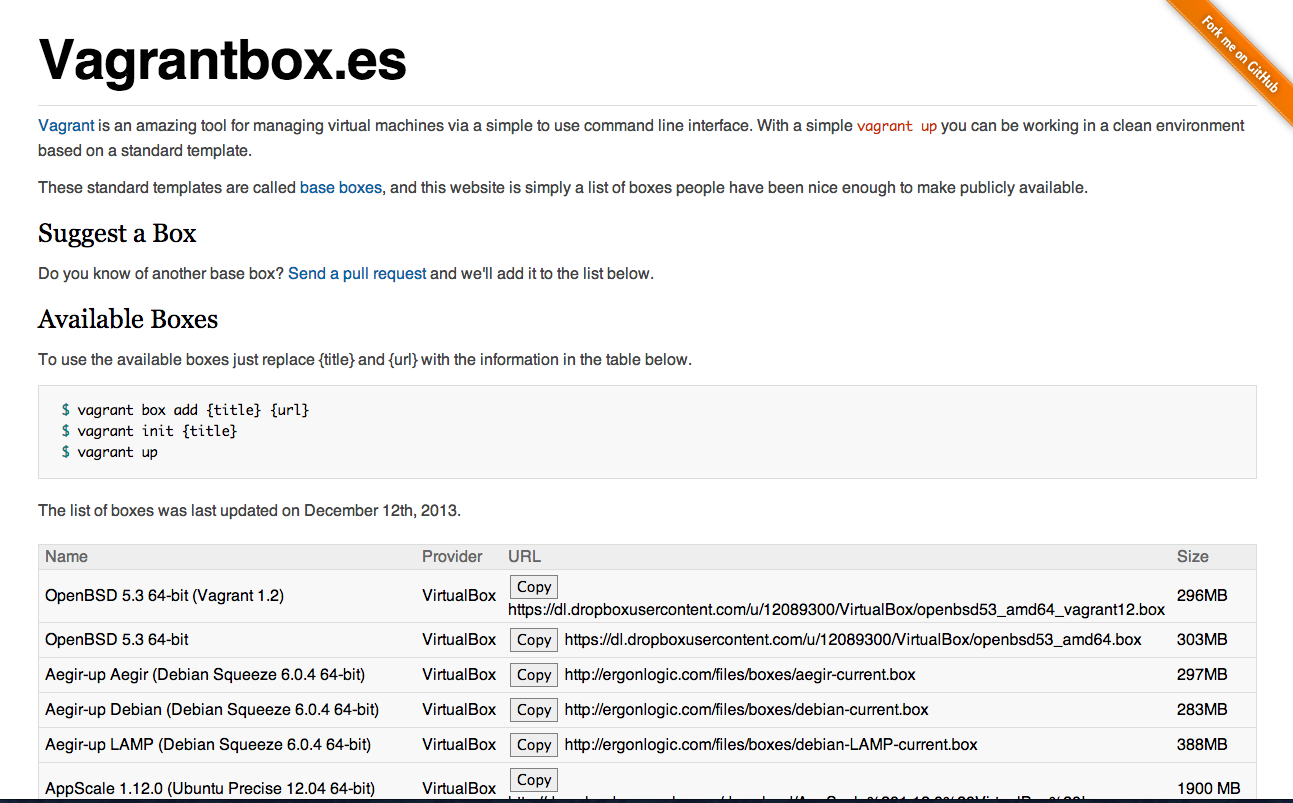 Fork me on GitHub
Vagrantbox.es
Vagrant is an amazing tool for managing virtual machines via a simple to use command line interface. With a simple vagrant up you can be working in a clean environment
based on a standard template.
These standard templates are called base boxes, and this website is simply a list of boxes people have been nice enough to make publicly available.
Suggest a Box
Do you know of another base box? Send a pull request and we'll add it to the list below.
Available Boxes
To use the available boxes just replace {title} and {url} with the information in the table below.
$ vagrant box add {title} {url}
$ vagrant init {title}
$ vagrant up
The list of boxes was last updated on December 12th, 2013.
Name Provider URL Size
OpenBSD 5.3 64-bit (Vagrant 1.2) VirtualBox Copy https://dl.dropboxusercontent.com/u/12089300/VirtualBox/openbsd53_amd64_vagrant12.box 296MB
OpenBSD 5.3 64-bit VirtualBox Copy https://dl.dropboxusercontent.com/u/12089300/VirtualBox/openbsd53_amd64.box 303MB
Aegir-up Aegir (Debian Squeeze 6.0.4 64-bit) VirtualBox Copy http://ergonlogic.com/files/boxes/aegir-current.box 297MB
Aegir-up Debian (Debian Squeeze 6.0.4 64-bit) VirtualBox Copy http://ergonlogic.com/files/boxes/debian-current.box 283MB
Aegir-up LAMP (Debian Squeeze 6.0.4 64-bit) VirtualBox Copy http://ergonlogic.com/files/boxes/debian-LAMP-current.box 388MB
AppScale 1.12.0 (Ubuntu Precise 12.04 64-bit) VirtualBox Copy 1900 MB